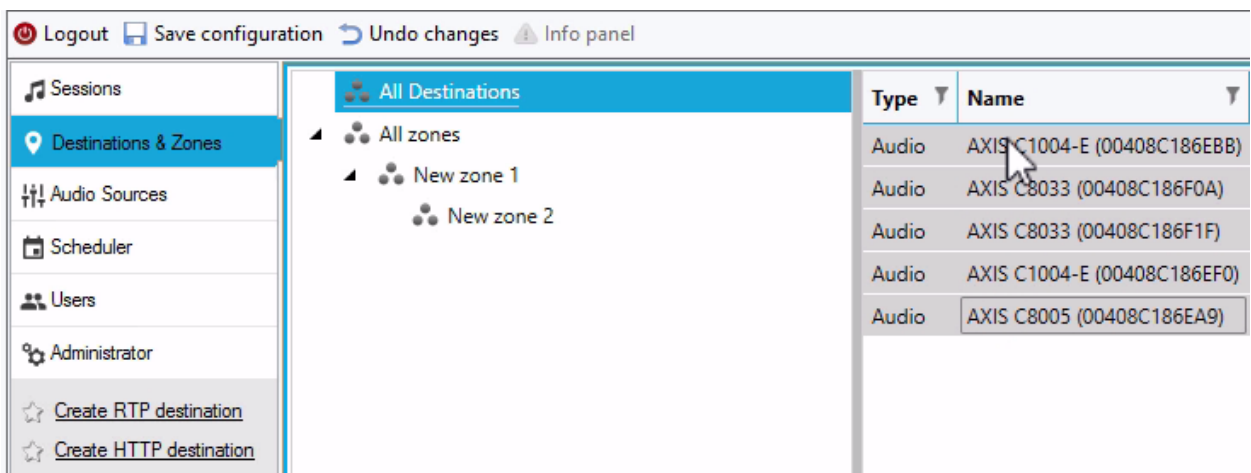 Logout Save configuration Undo changes Info panel
Sessions
Destinations & Zones
Audio Sources
Scheduler
Users
Administrator
Create RTP destination
Create HTTP destination
All Destinations
All zones
New zone 1
New zone 2
Type Name
Audio AXIS C1004-E (00408C186EBB)
Audio AXIS C8033 (00408C186F0A)
Audio AXIS C8033 (00408C186F1F)
Audio AXIS C1004-E (00408C186EF0)
Audio AXIS C8005 (00408C186EA9)